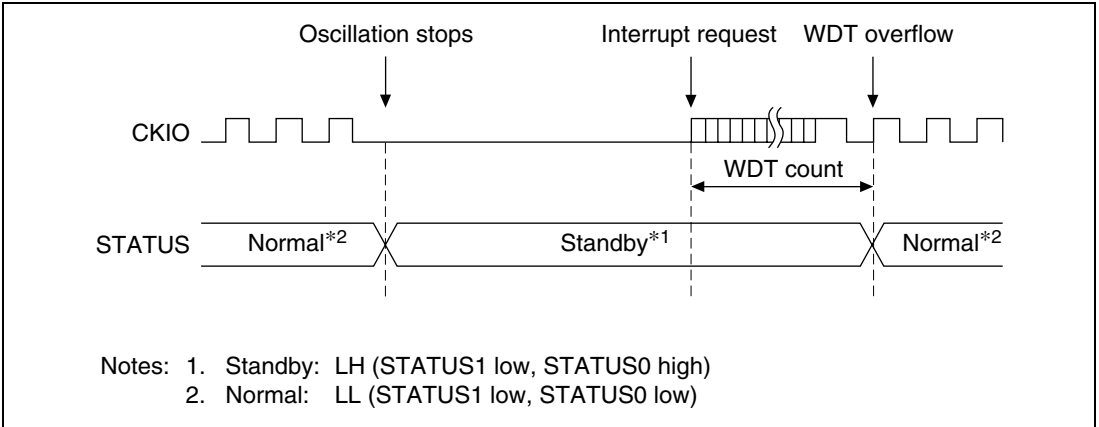 Oscillation stops Interrupt request WDT overflow
CKIO
WDT count
STATUS Normal*2 Standby*1 Normal*2
Notes: 1. Standby: LH (STATUS1 low, STATUS0 high)
2. Normal: LL (STATUS1 low, STATUS0 low)